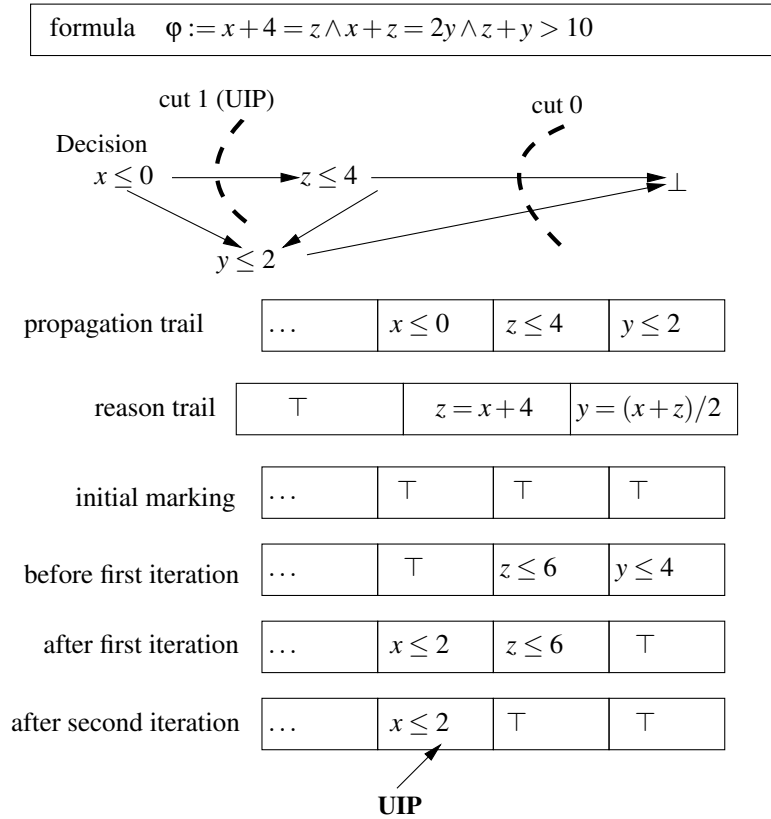 formula φ := x + 4 = z ∧ x + z = 2y ∧ z + y > 10
cut 1 (UIP)
cut 0
Decision
x ≤ 0
z ≤ 4
⊥
y ≤ 2
propagation trail … x ≤ 0 z ≤ 4 y ≤ 2
reason trail ⊤ z = x + 4 y = (x + z)/2
initial marking … ⊤ ⊤ ⊤
before first iteration … ⊤ z ≤ 6 y ≤ 4
after first iteration … x ≤ 2 z ≤ 6 ⊤
after second iteration … x ≤ 2 ⊤ ⊤
UIP